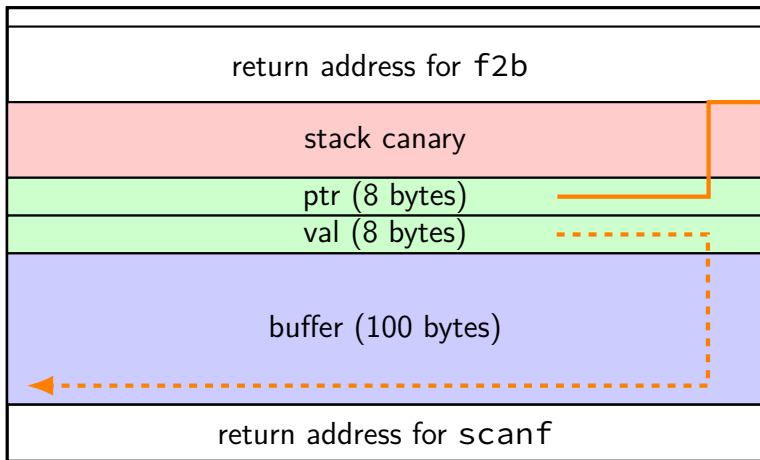 return address for f2b
stack canary
ptr (8 bytes)
val (8 bytes)
buffer (100 bytes)
return address for scanf